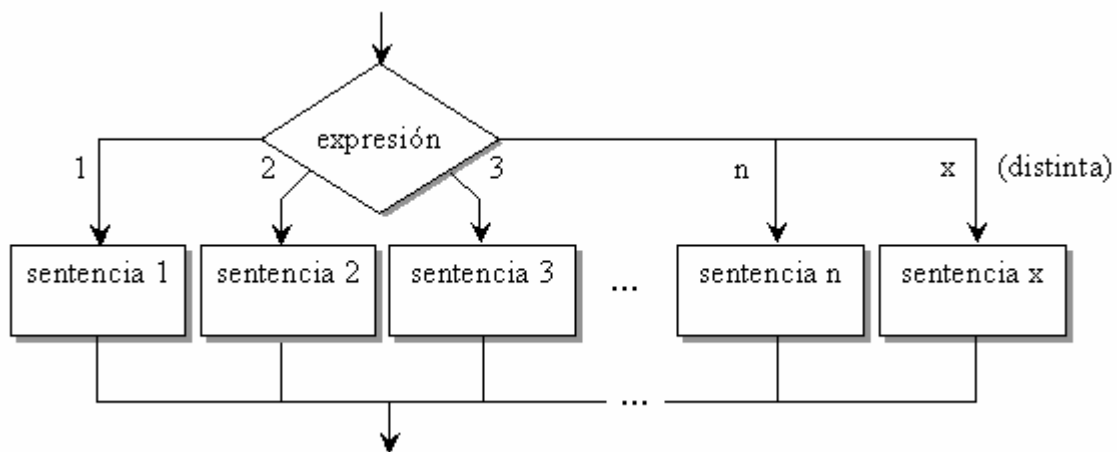 expresión
1
2
3
n
x
(distinta)
sentencia 1
sentencia 2
sentencia 3
...
sentencia n
sentencia x
...